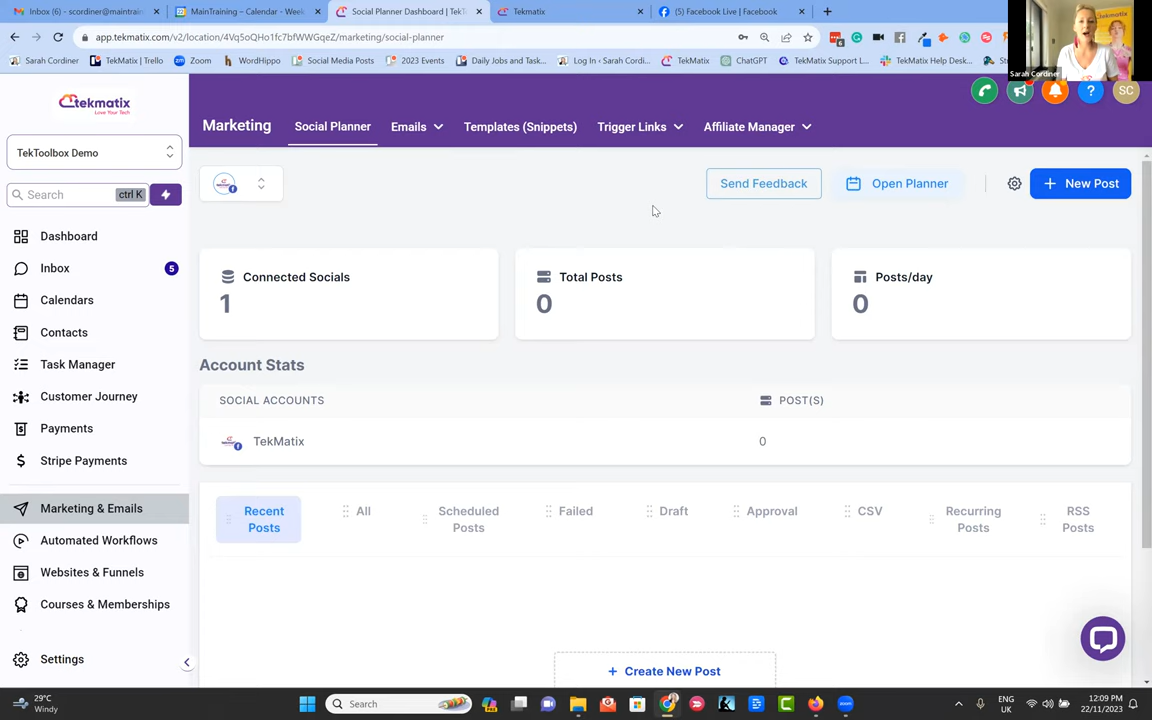 Inbox (6) - scordiner@maintrain
MainTraining – Calendar - Week
Social Planner Dashboard | TekT
Tekmatix
(5) Facebook Live | Facebook
app.tekmatix.com/v2/location/4Vq5oQHo1fc7bfWWGqeZ/marketing/social-planner
Sarah Cordiner
TekMatix | Trello
Zoom
WordHippo
Social Media Posts
2023 Events
Daily Jobs and Task...
Log In ‹ Sarah Cordi...
TekMatix
ChatGPT
TekMatix Support L...
TekMatix Help Desk...
Sarah Cordiner
tekmatix
Love Your Tech
Marketing
Social Planner
Emails
Templates (Snippets)
Trigger Links
Affiliate Manager
SC
TekToolbox Demo
Search
ctrl K
Send Feedback
Open Planner
+ New Post
Dashboard
Inbox
5
Calendars
Contacts
Task Manager
Customer Journey
Payments
Stripe Payments
Marketing & Emails
Automated Workflows
Websites & Funnels
Courses & Memberships
Settings
Connected Socials
1
Total Posts
0
Posts/day
0
Account Stats
SOCIAL ACCOUNTS
POST(S)
TekMatix
0
Recent
Posts
All
Scheduled
Posts
Failed
Draft
Approval
CSV
Recurring
Posts
RSS
Posts
+ Create New Post
29°C
Windy
Search
ENG
UK
12:09 PM
22/11/2023